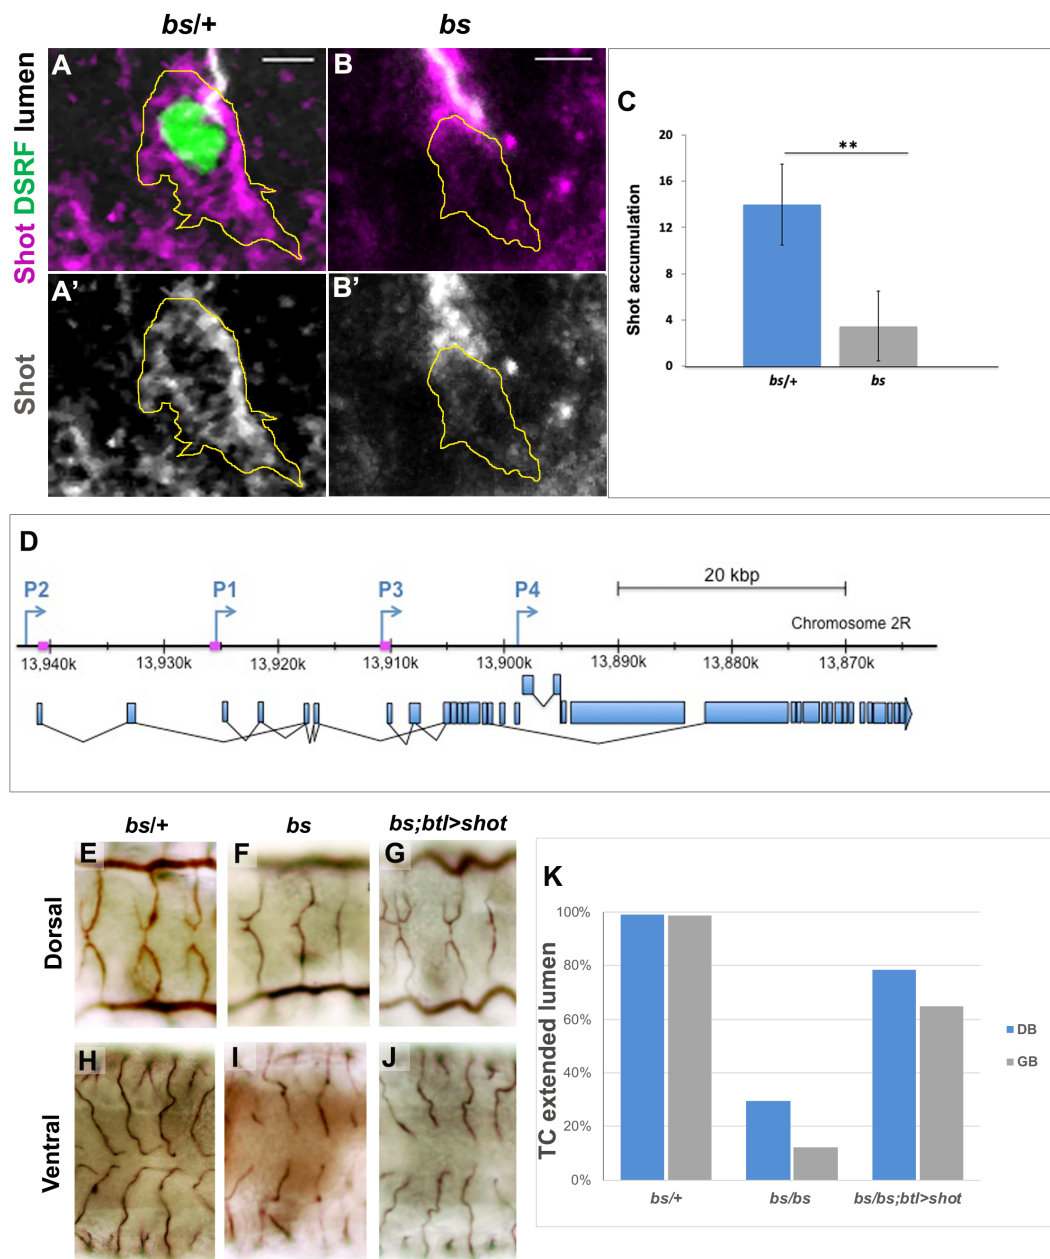 bs/+
bs
Shot DSRF lumen
A
B
A’
B’
Shot
C
20
16
12
8
4
0
**
Shot accumulation
bs/+
bs
D
P2
P1
P3
P4
20 kbp
Chromosome 2R
13,940k
13,930k
13,920k
13,910k
13,900k
13,890k
13,880k
13,870k
bs/+
bs
bs;btl>shot
E
F
G
Dorsal
H
I
J
Ventral
K
100%
80%
60%
40%
20%
0%
TC extended lumen
DB
GB
bs/+
bs/bs
bs/bs;btl>shot